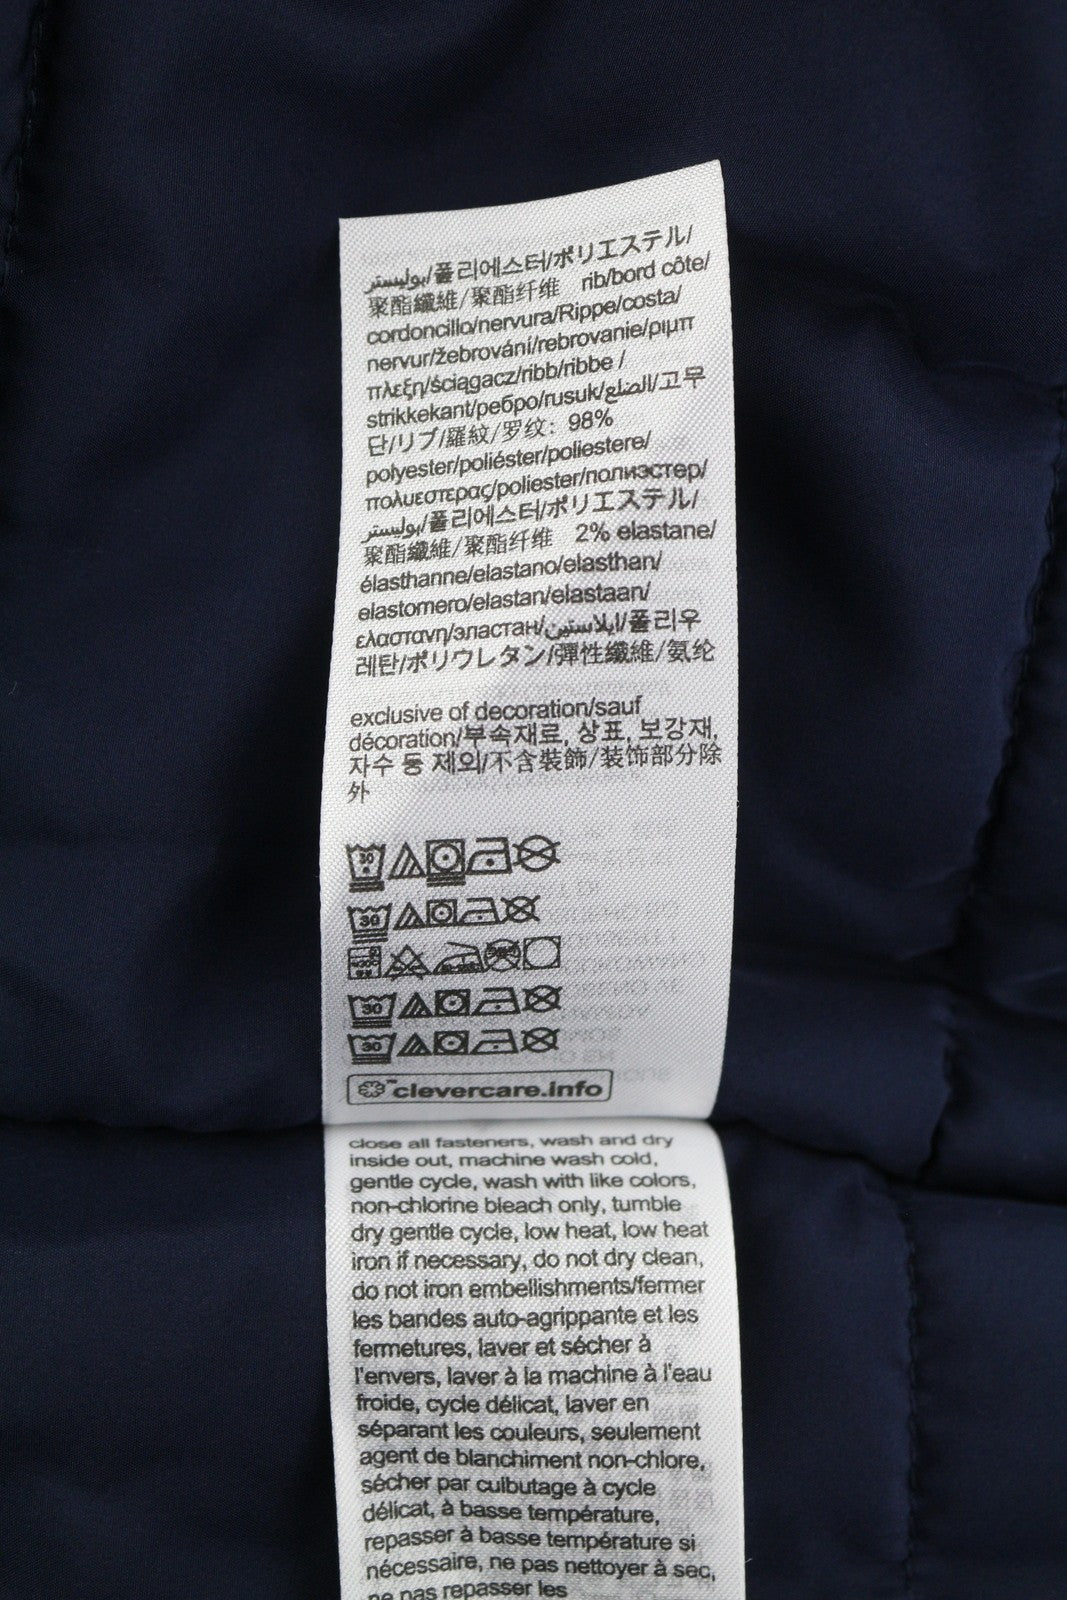 بوليستر/폴리에스터/ポリエステル/
聚酯纖維/聚酯纤维 rib/bord côte/
cordoncillo/nervura/Rippe/costa/
nervur/žebrování/rebrovanie/ριμπ
πλεξη/ściągacz/ribb/ribbe /
strikkekant/ребро/rusuk/الضلع/고무
단/リブ/羅紋/罗纹: 98%
polyester/poliéster/poliestere/
πολυεστερας/poliester/полиэстер/
بوليستر/폴리에스터/ポリエステル/
聚酯纖維/聚酯纤维 2% elastane/
élasthanne/elastano/elasthan/
elastomero/elastan/elastaan/
ελαστανη/эластан/ايلاستين/폴리우
레탄/ポリウレタン/彈性纖維/氨纶
exclusive of decoration/sauf
décoration/부속재료, 상표, 보강재,
자수 등 제외/不含裝飾/装饰部分除
外
30
30
30
30
clevercare.info
close all fasteners, wash and dry
inside out, machine wash cold,
gentle cycle, wash with like colors,
non-chlorine bleach only, tumble
dry gentle cycle, low heat, low heat
iron if necessary, do not dry clean,
do not iron embellishments/fermer
les bandes auto-agrippante et les
fermetures, laver et sécher à
l'envers, laver à la machine à l'eau
froide, cycle délicat, laver en
séparant les couleurs, seulement
agent de blanchiment non-chlore,
sécher par culbutage à cycle
délicat, à basse température,
repasser à basse température si
nécessaire, ne pas nettoyer à sec,
ne pas repasser les